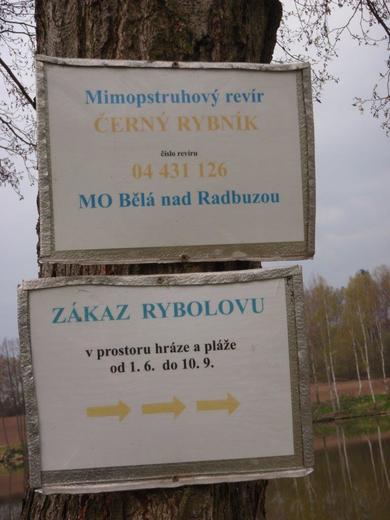 Mimopstruhový revír
ČERNÝ RYBNÍK
číslo revíru
04 431 126
MO Bělá nad Radbuzou
ZÁKAZ RYBOLOVU
v prostoru hráze a pláže
od 1. 6. do 10. 9.